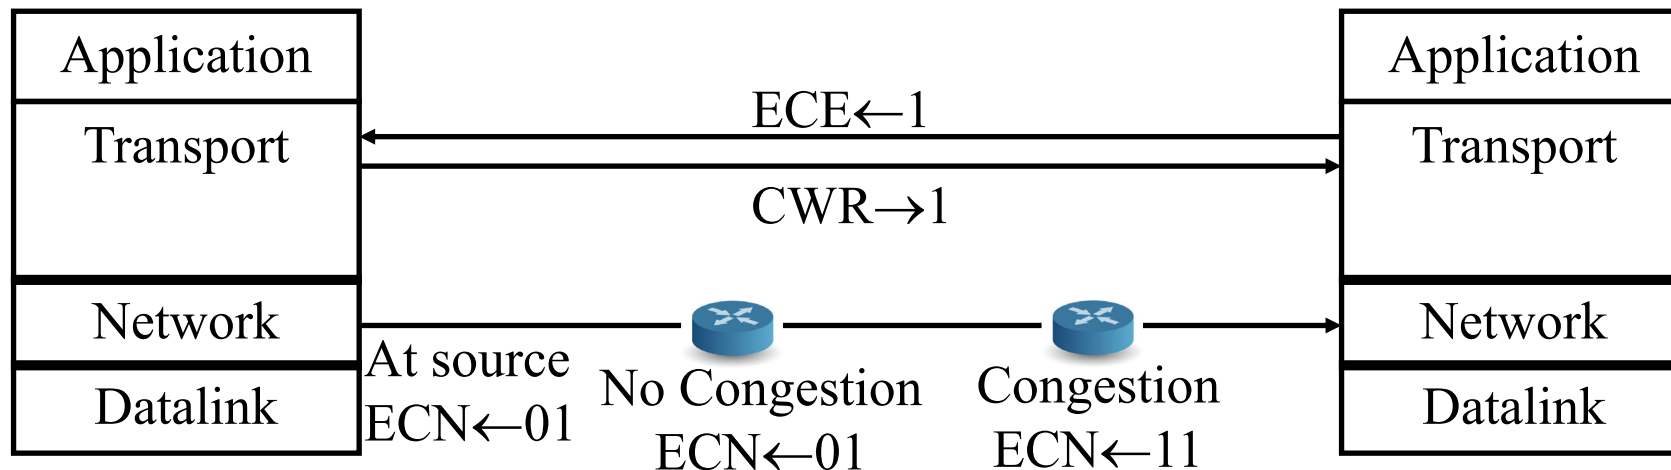 Application
Transport
Network
Datalink
ECE←1
CWR→1
At source
ECN←01
No Congestion
ECN←01
Congestion
ECN←11
Application
Transport
Network
Datalink